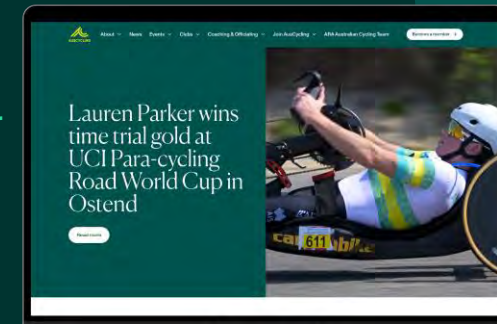 AUSCYCLING
About News Events Clubs Coaching & Officiating Join AusCycling ARA Australian Cycling Team Become a member
Lauren Parker wins
time trial gold at
UCI Para-cycling
Road World Cup in
Ostend
Read more
611